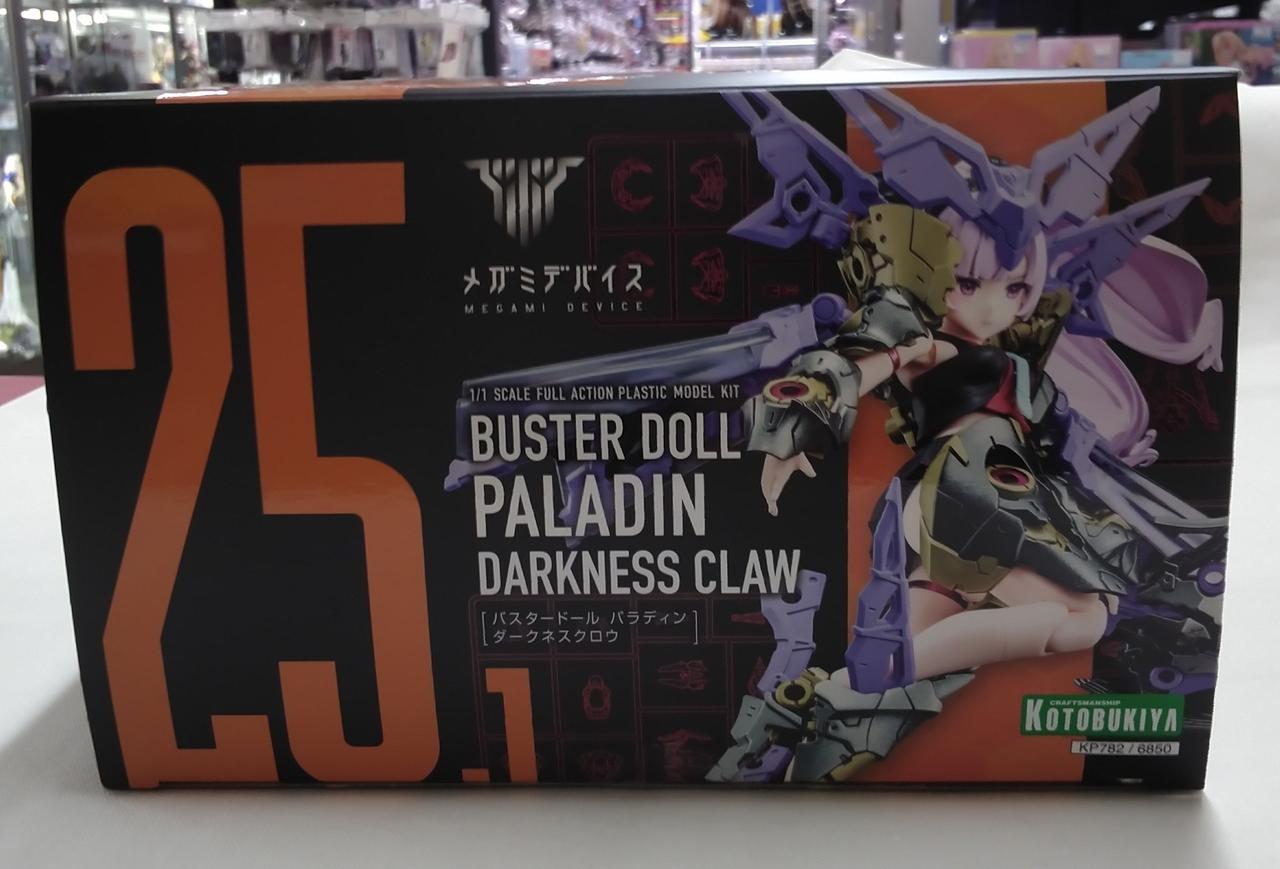 25.1
メガミデバイス
MEGAMI DEVICE
1/1 SCALE FULL ACTION PLASTIC MODEL KIT
BUSTER DOLL
PALADIN
DARKNESS CLAW
[バスタードール パラディン
ダークネスクロウ]
CRAFTSMANSHIP
KOTOBUKIYA
KP782 / 6850